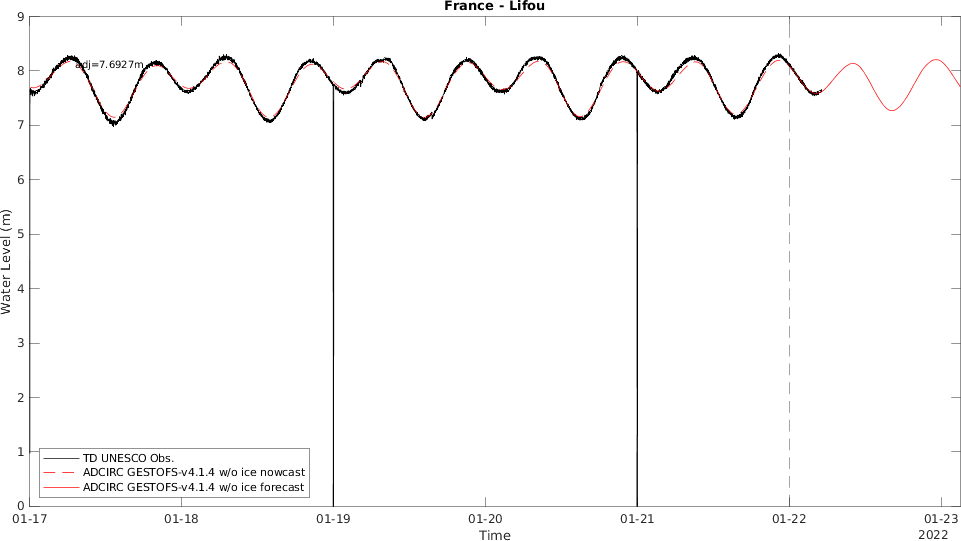 France - Lifou
9
8
7
6
5
4
3
2
1
0
Water Level (m)
adj=7.6927m
TD UNESCO Obs.
ADCIRC GESTOFS-v4.1.4 w/o ice nowcast
ADCIRC GESTOFS-v4.1.4 w/o ice forecast
01-17
01-18
01-19
01-20
01-21
01-22
01-23
Time
2022